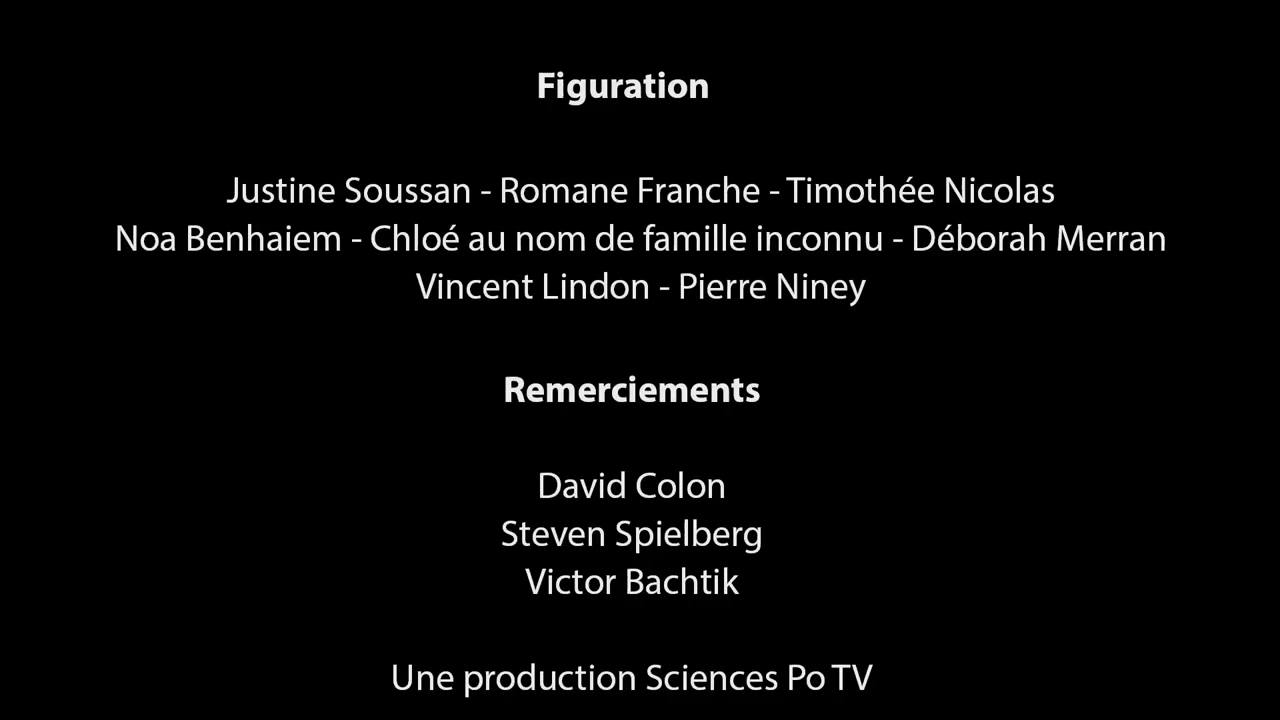 Figuration
Justine Soussan - Romane Franche - Timothée Nicolas
Noa Benhaiem - Chloé au nom de famille inconnu - Déborah Merran
Vincent Lindon - Pierre Niney
Remerciements
David Colon
Steven Spielberg
Victor Bachtik
Une production Sciences Po TV